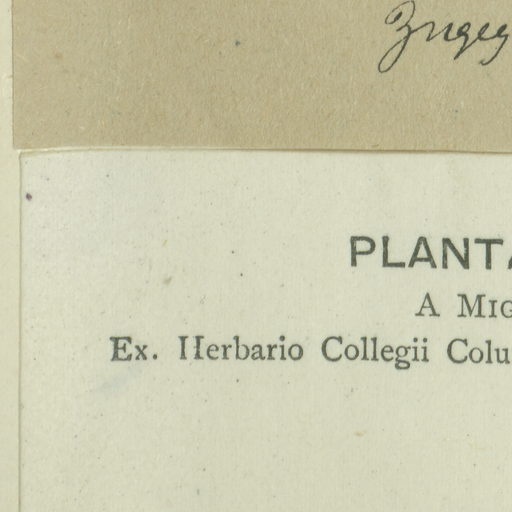 PLANTA
A MIG
Ex. Herbario Collegii Colu